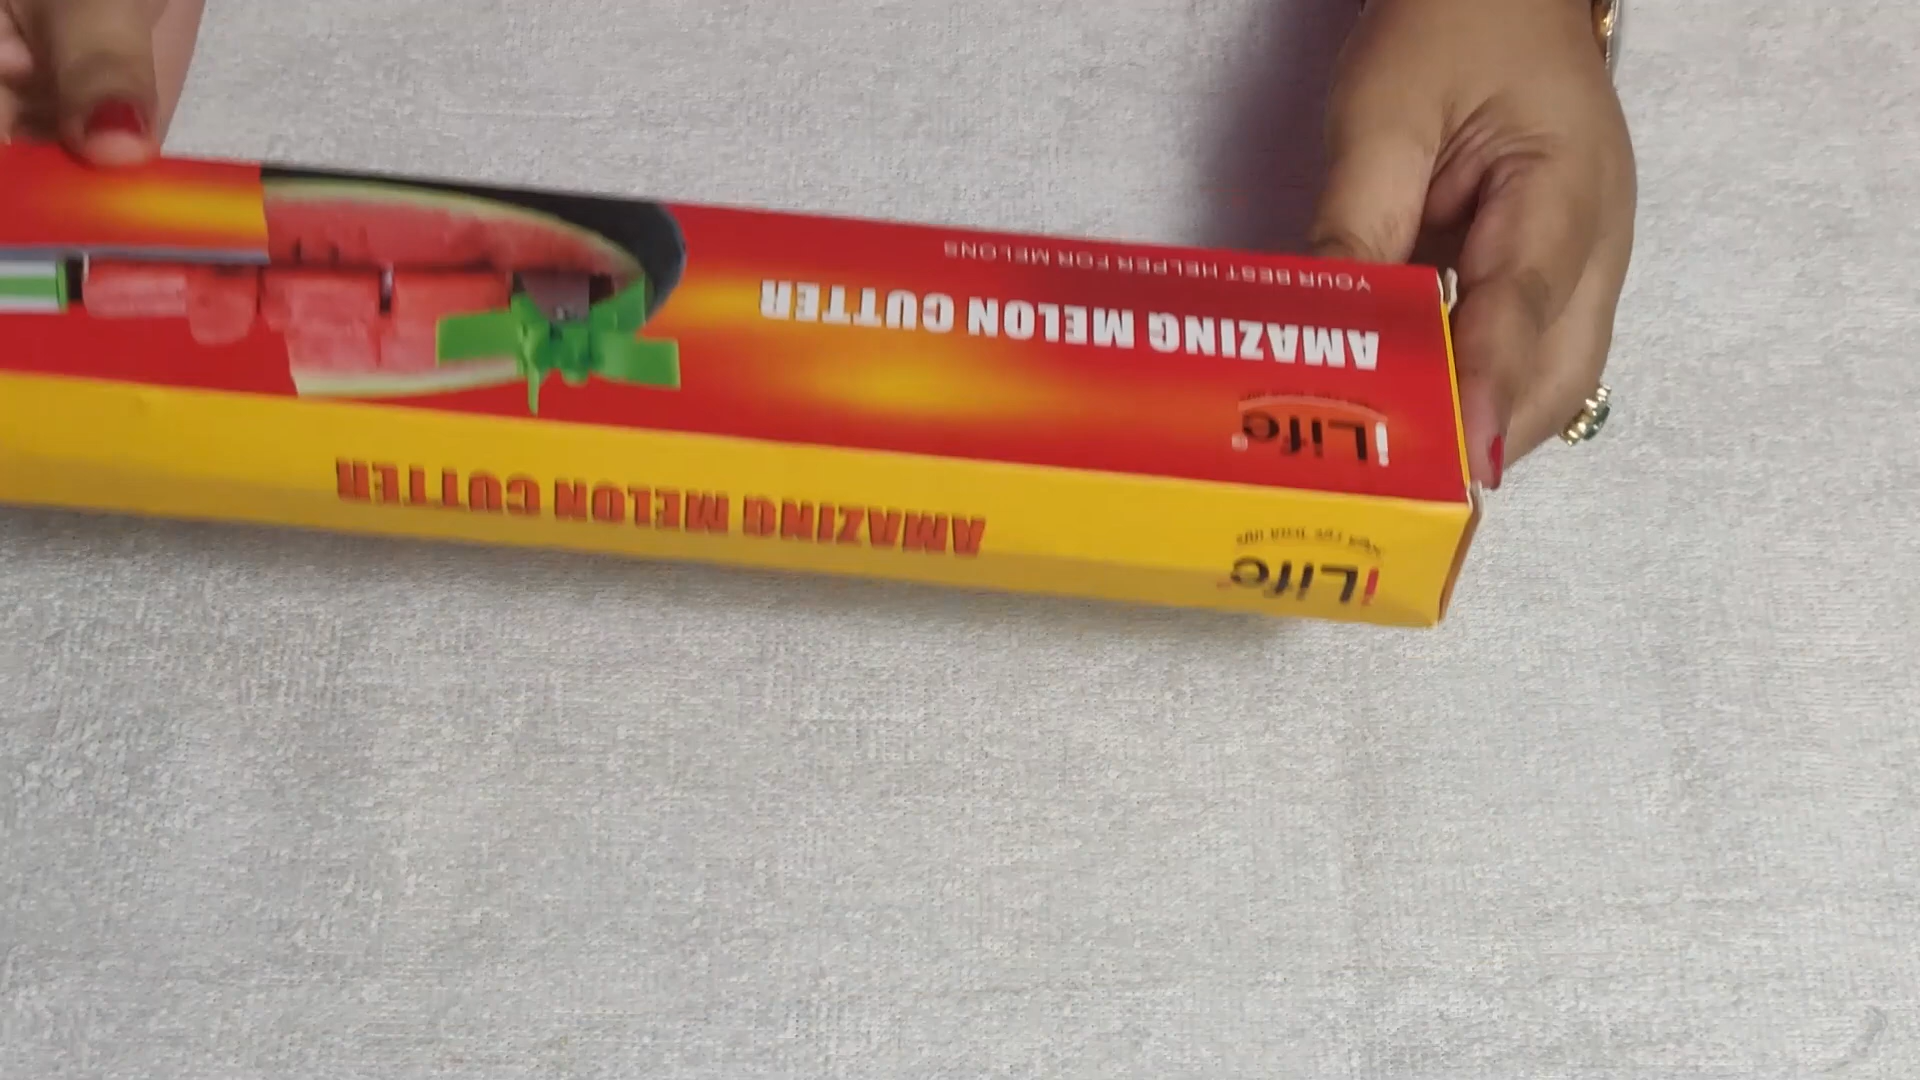 iLife
AMAZING MELON CUTTER
YOUR BEST HELPER FOR MELONS
iLife
AMAZING MELON CUTTER